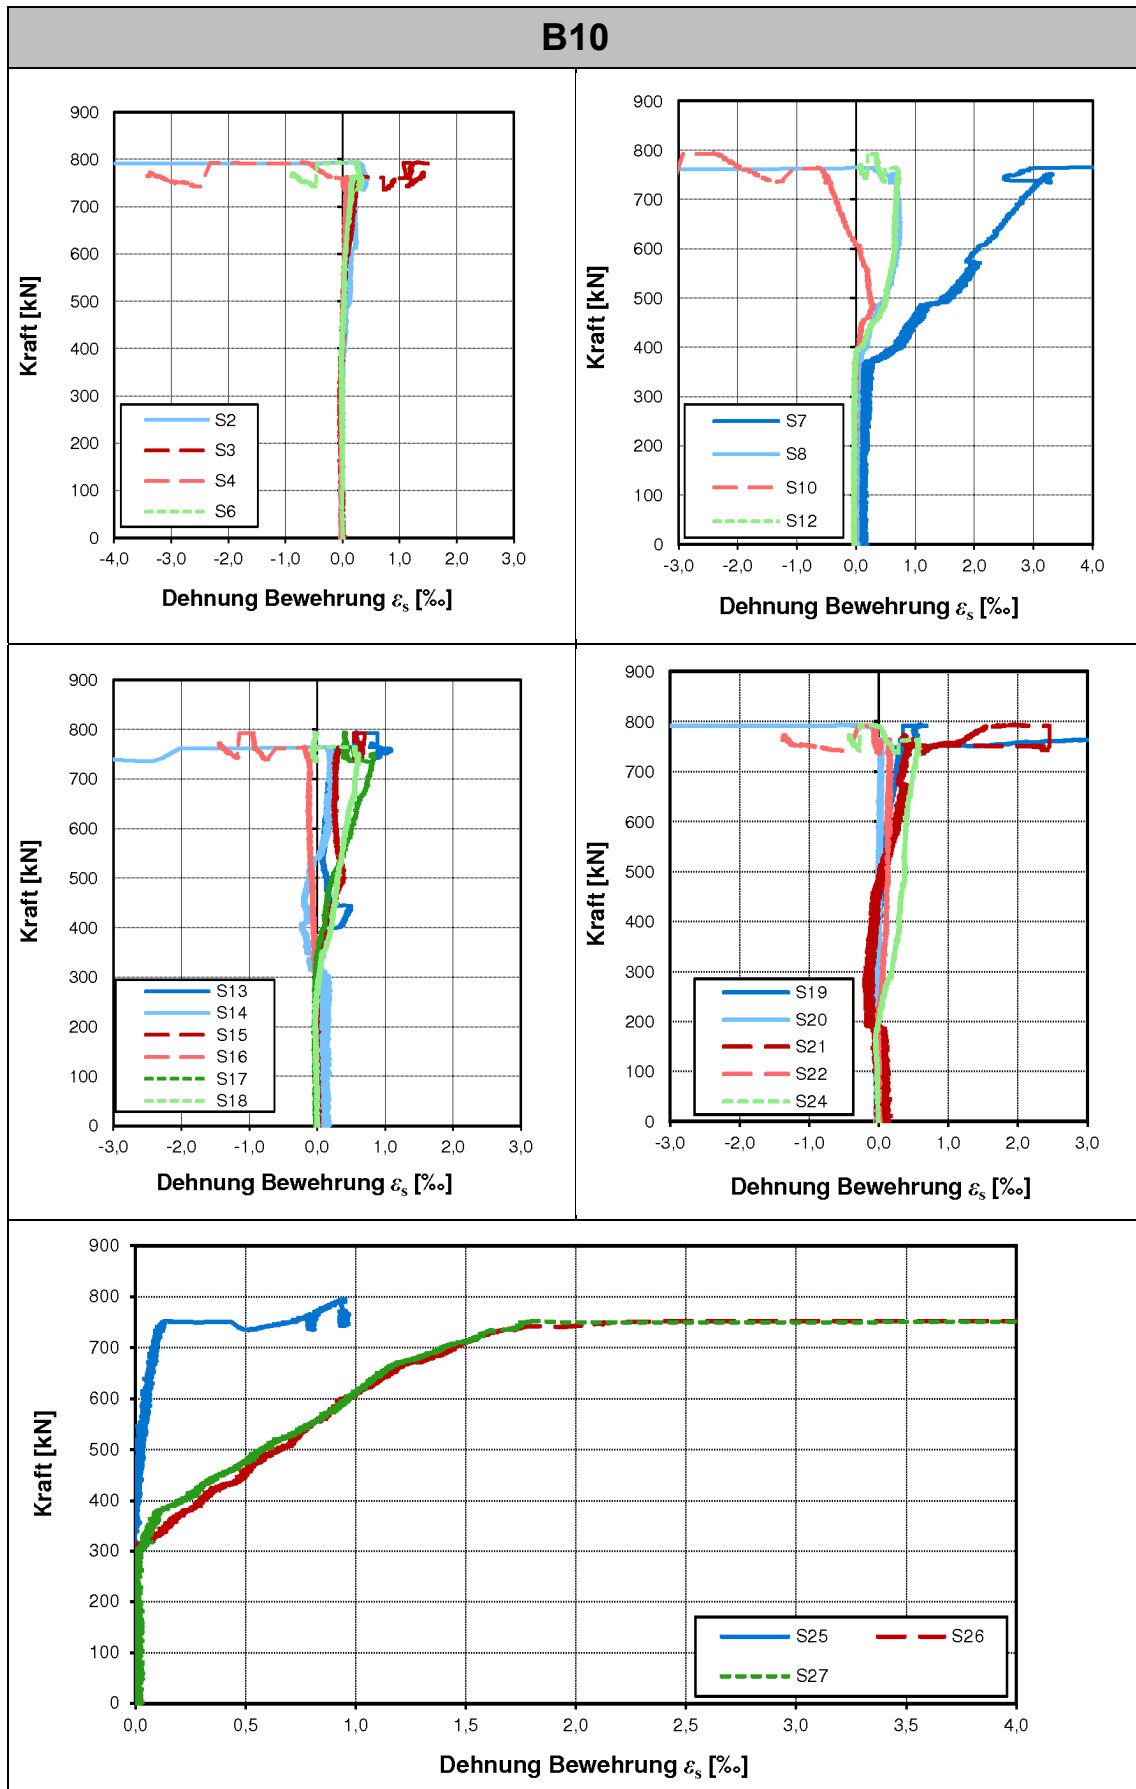 B10
900
800
700
600
500
400
300
200
100
0
Kraft [kN]
S2
S3
S4
S6
-4,0 -3,0 -2,0 -1,0 0,0 1,0 2,0 3,0
Dehnung Bewehrung εs [‰]
900
800
700
600
500
400
300
200
100
0
Kraft [kN]
S7
S8
S10
S12
-3,0 -2,0 -1,0 0,0 1,0 2,0 3,0 4,0
Dehnung Bewehrung εs [‰]
900
800
700
600
500
400
300
200
100
0
Kraft [kN]
S13
S14
S15
S16
S17
S18
-3,0 -2,0 -1,0 0,0 1,0 2,0 3,0
Dehnung Bewehrung εs [‰]
900
800
700
600
500
400
300
200
100
0
Kraft [kN]
S19
S20
S21
S22
S24
-3,0 -2,0 -1,0 0,0 1,0 2,0 3,0
Dehnung Bewehrung εs [‰]
900
800
700
600
500
400
300
200
100
0
Kraft [kN]
S25 S26
S27
0,0 0,5 1,0 1,5 2,0 2,5 3,0 3,5 4,0
Dehnung Bewehrung εs [‰]